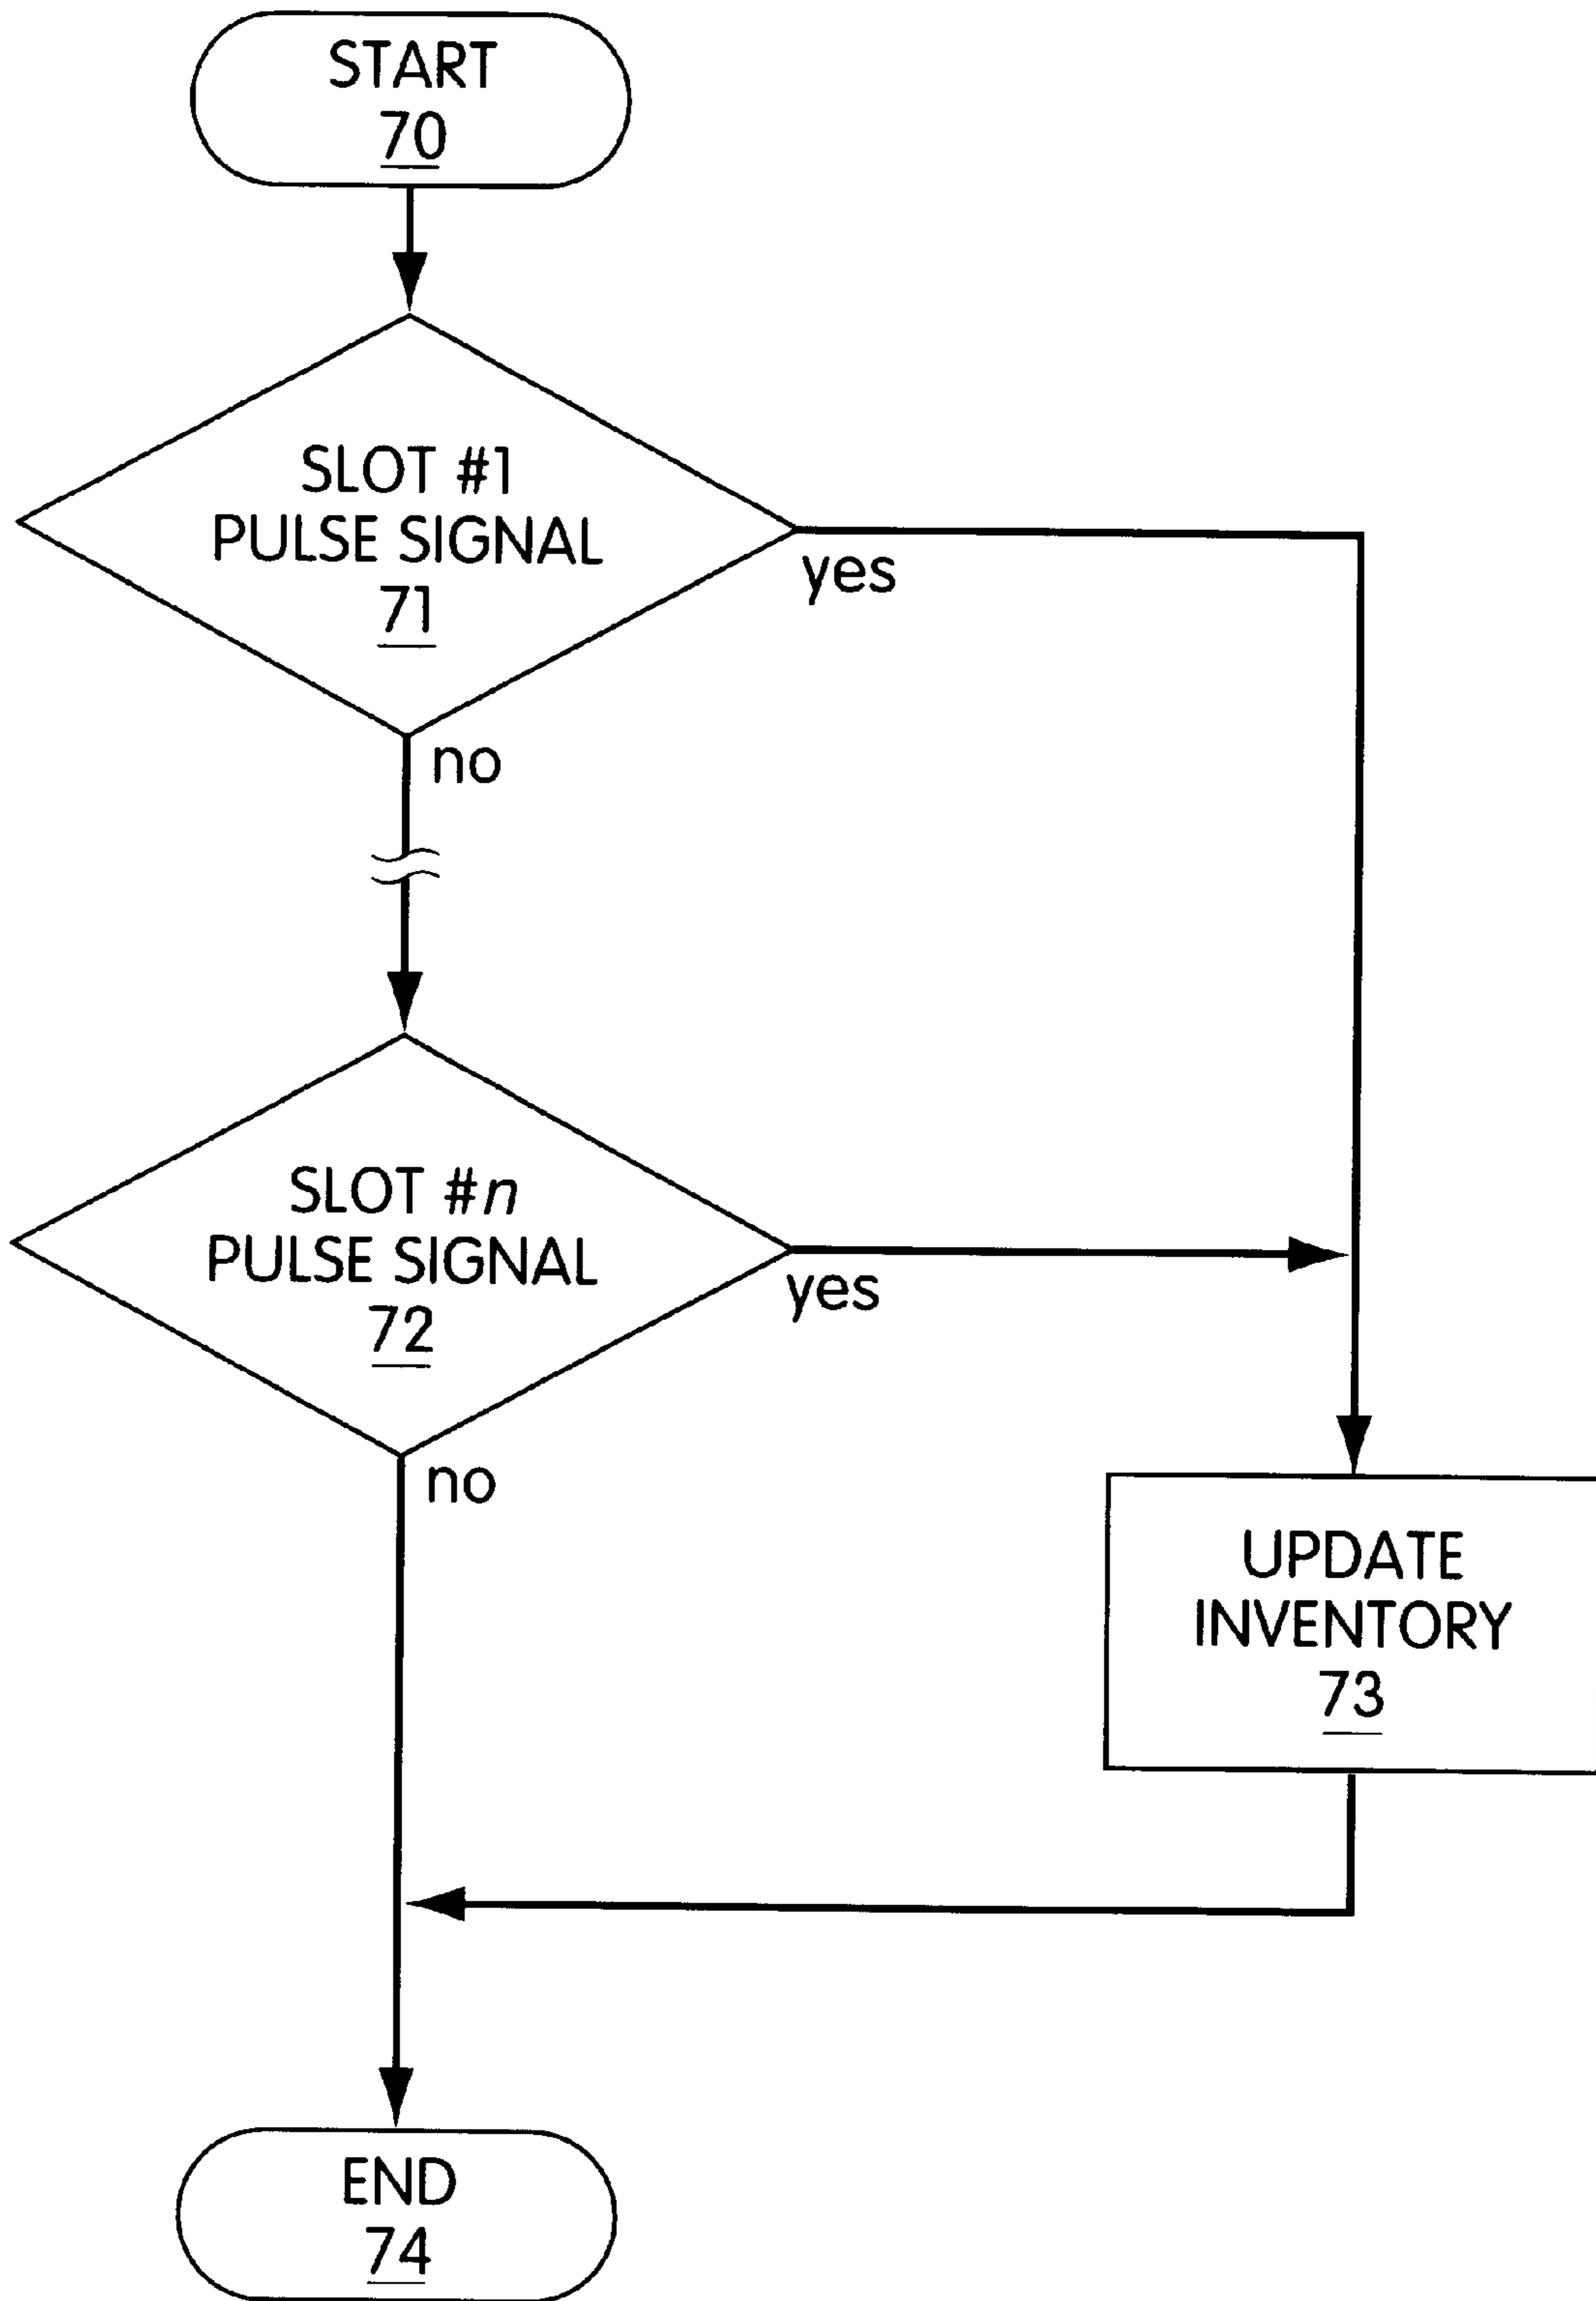 START
70
SLOT #1
PULSE SIGNAL
71
yes
no
SLOT #n
PULSE SIGNAL
72
yes
no
UPDATE
INVENTORY
73
END
74